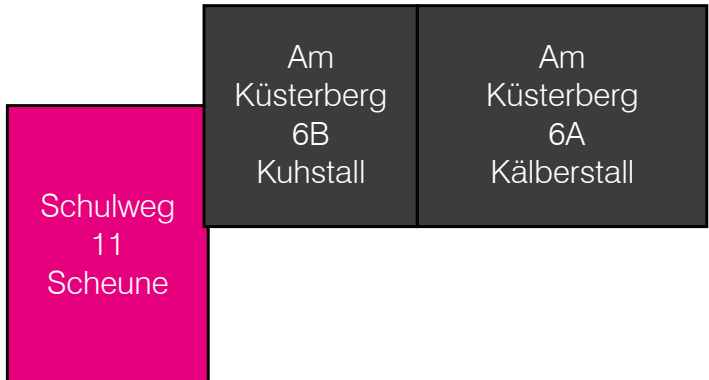 Am
Küsterberg
6B
Kuhstall
Am
Küsterberg
6A
Kälberstall
Schulweg
11
Scheune